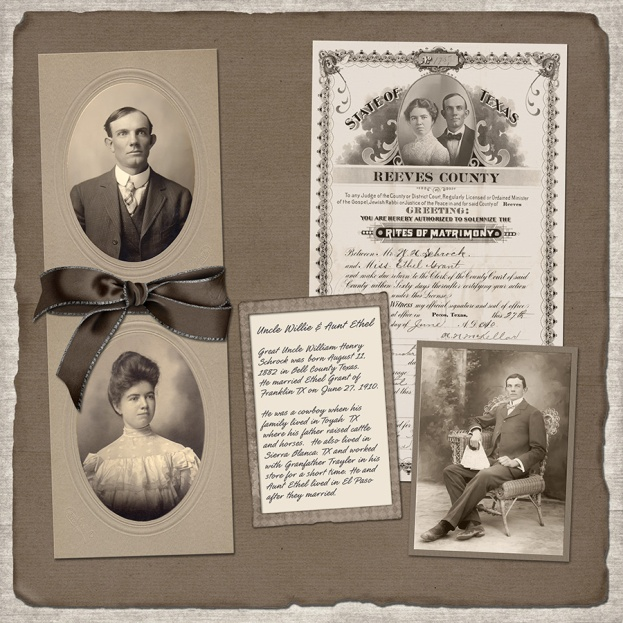 STATE OF TEXAS
REEVES COUNTY
To any Judge of the County or District Court, Regularly Licensed or Ordained Minister
of the Gospel, Jewish Rabbi or Justice of the Peace in and for said County of Reeves
GREETING:
YOU ARE HEREBY AUTHORIZED TO SOLEMNIZE THE
RITES OF MATRIMONY
Between Mr. W. H. Schrock
and Miss Ethel Grant
and make due return to the Clerk of the County Court of said
County within Sixty days thereafter certifying your action
under this License.
Witness my official signature and seal of office
at office in Pecos, Texas, this 27th
day of June A.D.
Uncle Willie & Aunt Ethel
Great Uncle William Henry
Schrock was born August 11,
1882 in Bell County Texas.
He married Ethel Grant of
Franklin TX on June 27, 1910.
He was a cowboy when his
family lived in Toyah TX
where his father raised cattle
and horses. He also lived in
Sierra Blanca, TX and worked
with Granfather Trayler in his
store for a short time. He and
Aunt Ethel lived in El Paso
after they married.